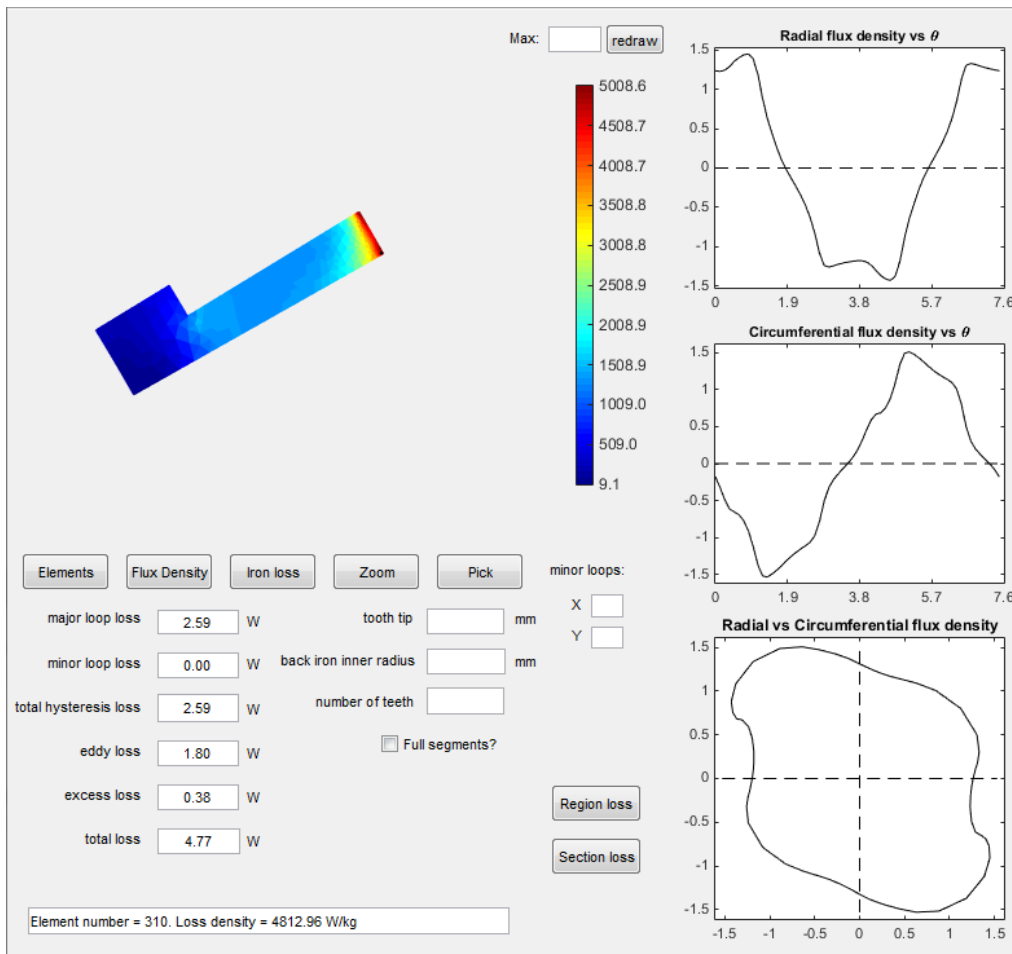 Max:
redraw
5008.6
4508.7
4008.7
3508.8
3008.8
2508.9
2008.9
1508.9
1009.0
509.0
9.1
Radial flux density vs θ
1.5
1
0.5
0
-0.5
-1
-1.5
0 1.9 3.8 5.7 7.6
Circumferential flux density vs θ
1.5
1
0.5
0
-0.5
-1
-1.5
0 1.9 3.8 5.7 7.6
Radial vs Circumferential flux density
1.5
1
0.5
0
-0.5
-1
-1.5
-1.5 -1 -0.5 0 0.5 1 1.5
Elements Flux Density Iron loss Zoom Pick
minor loops:
X
Y
major loop loss 2.59 W
minor loop loss 0.00 W
total hysteresis loss 2.59 W
eddy loss 1.80 W
excess loss 0.38 W
total loss 4.77 W
tooth tip mm
back iron inner radius mm
number of teeth
Full segments?
Region loss
Section loss
Element number = 310. Loss density = 4812.96 W/kg